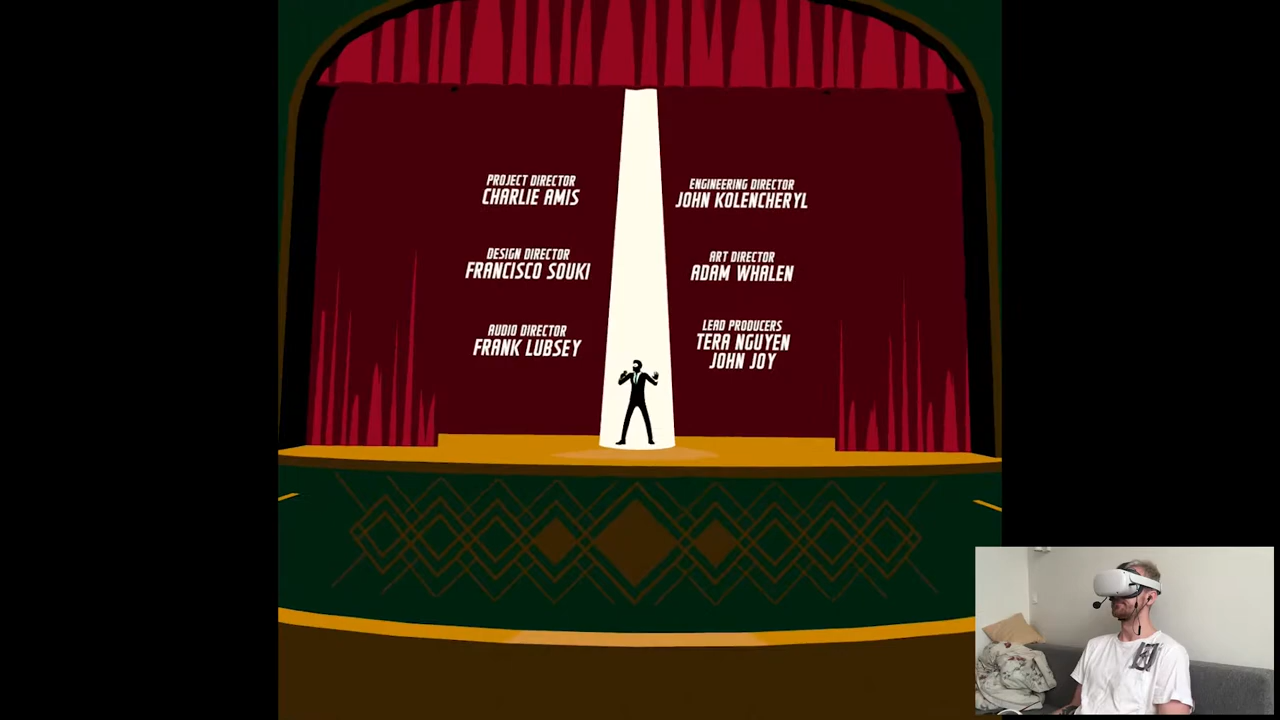 PROJECT DIRECTOR
CHARLIE AMIS
ENGINEERING DIRECTOR
JOHN KOLENCHERYL
DESIGN DIRECTOR
FRANCISCO SOUKI
ART DIRECTOR
ADAM WHALEN
AUDIO DIRECTOR
FRANK LUBSEY
LEAD PRODUCERS
TERA NGUYEN
JOHN JOY